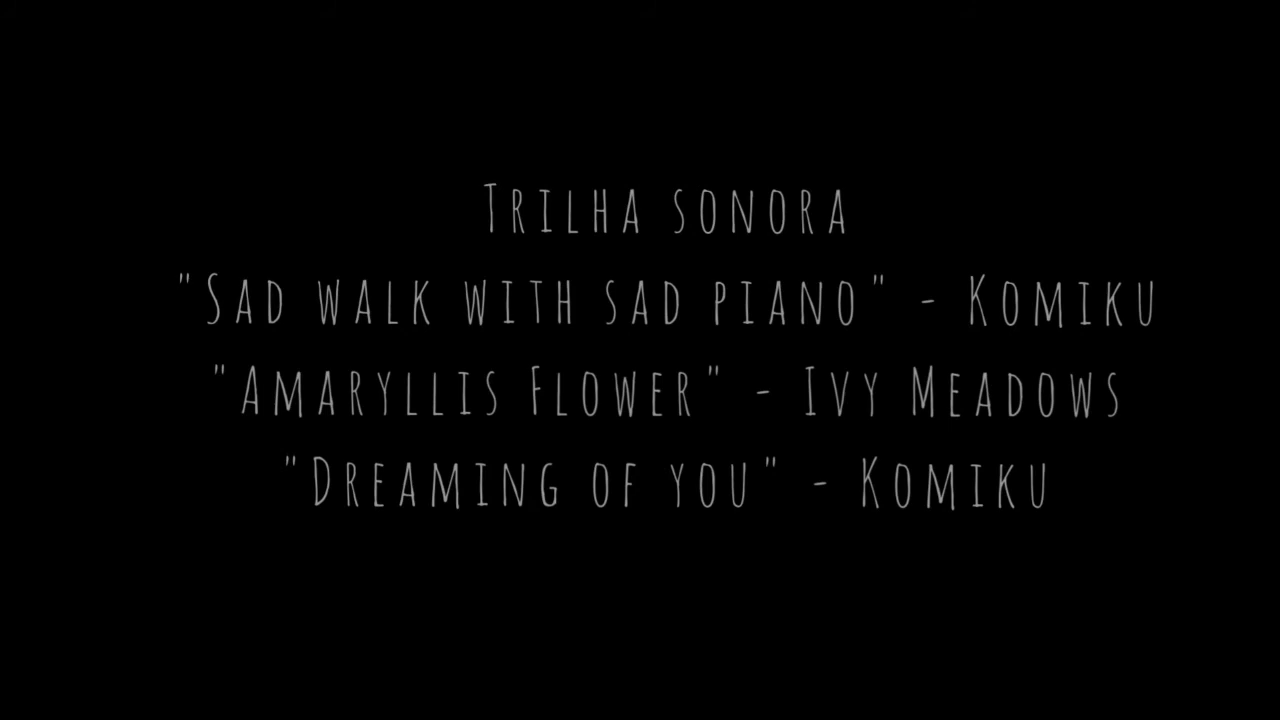 Trilha sonora
"Sad walk with sad piano" - Komiku
"Amaryllis Flower" - Ivy Meadows
"Dreaming of you" - Komiku